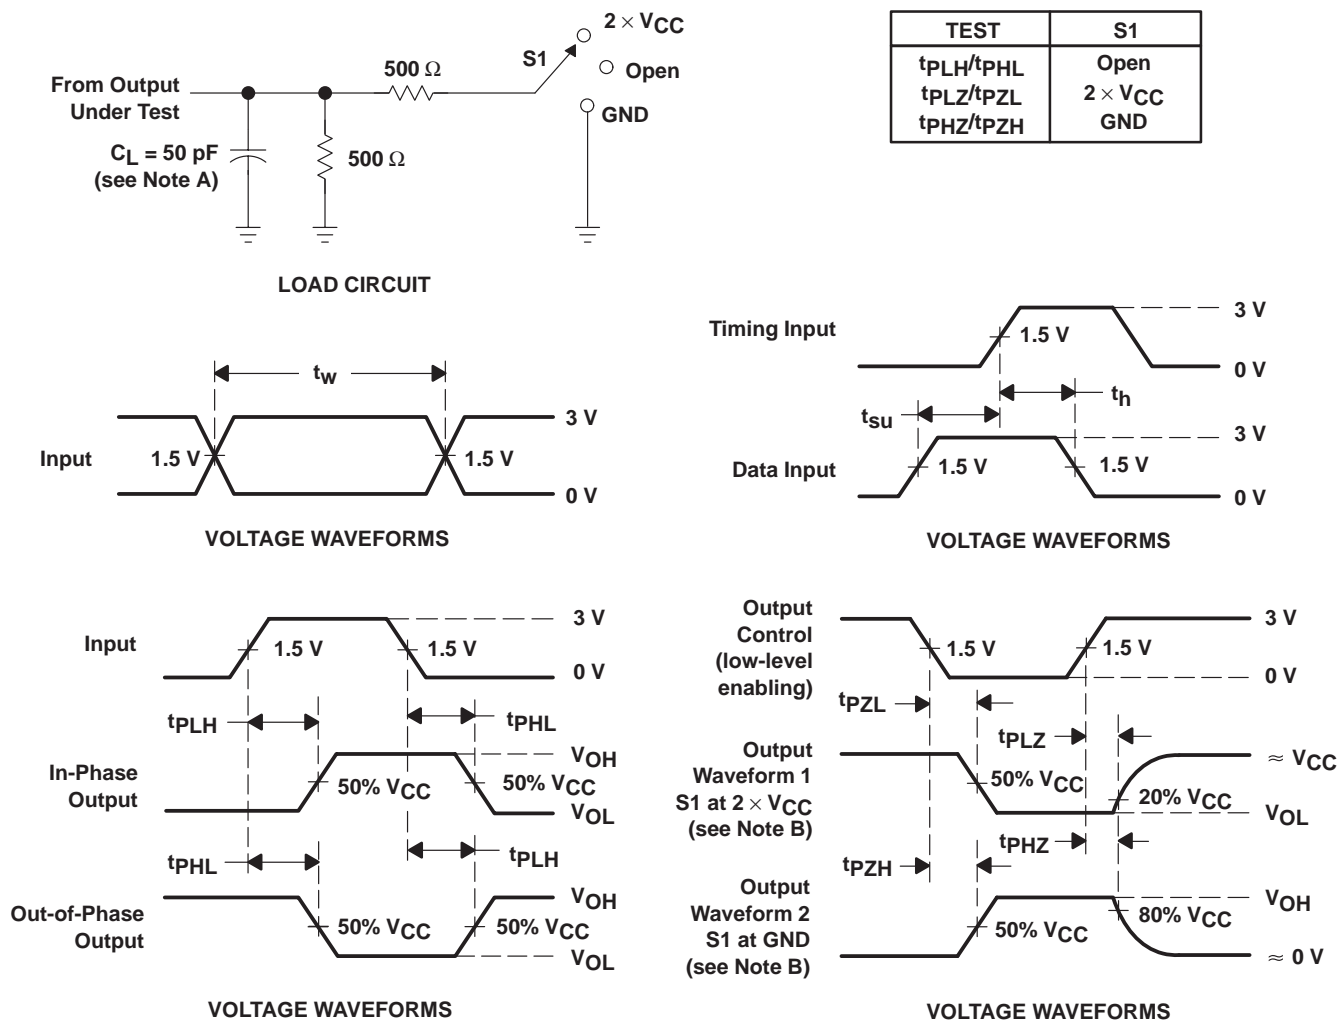 2 × VCC
S1
Open
GND
500 Ω
From Output
Under Test
CL = 50 pF
(see Note A)
500 Ω
LOAD CIRCUIT
TEST S1
tPLH/tPHL Open
tPLZ/tPZL 2 × VCC
tPHZ/tPZH GND
tw
3 V
Input 1.5 V 1.5 V
0 V
VOLTAGE WAVEFORMS
3 V
Timing Input 1.5 V
0 V
th
tsu
3 V
Data Input 1.5 V 1.5 V
0 V
VOLTAGE WAVEFORMS
3 V
Input 1.5 V 1.5 V
0 V
tPLH tPHL
VOH
In-Phase
Output
50% VCC 50% VCC
VOL
tPHL tPLH
VOH
Out-of-Phase
Output
50% VCC 50% VCC
VOL
VOLTAGE WAVEFORMS
Output
Control
(low-level
enabling)
3 V
1.5 V 1.5 V
0 V
tPZL
tPLZ
Output
Waveform 1
S1 at 2 × VCC
(see Note B)
≈ VCC
50% VCC 20% VCC
VOL
tPHZ
tPZH
Output
Waveform 2
S1 at GND
(see Note B)
VOH
50% VCC 80% VCC
≈ 0 V
VOLTAGE WAVEFORMS